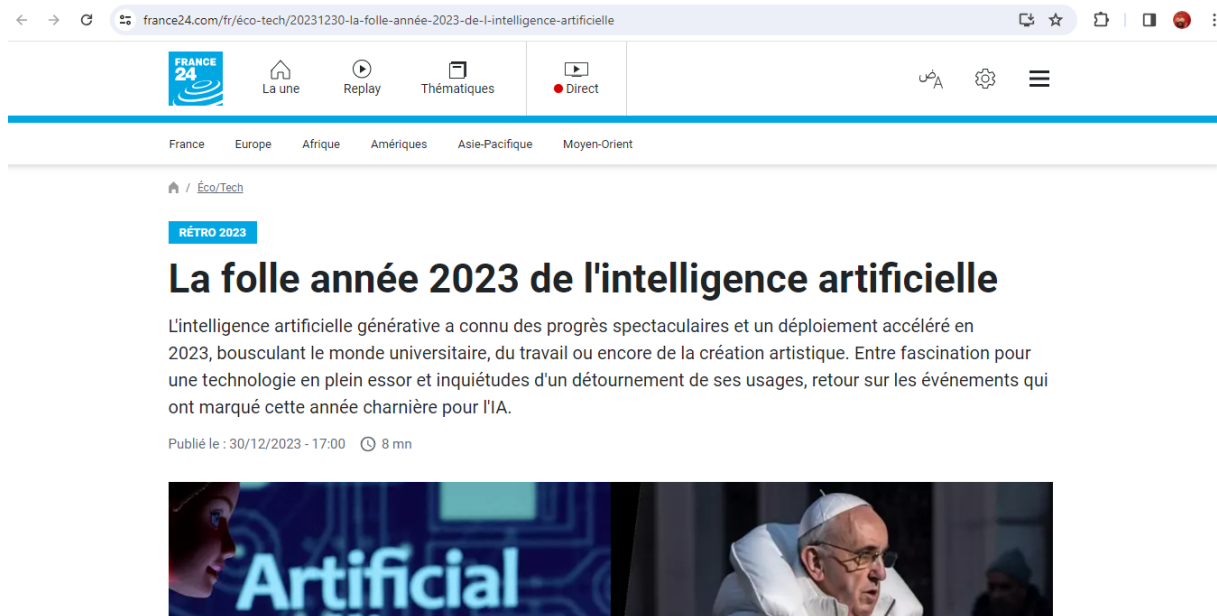 france24.com/fr/éco-tech/20231230-la-folle-année-2023-de-l-intelligence-artificielle
FRANCE
24
La une
Replay
Thématiques
Direct
ض
A
France Europe Afrique Amériques Asie-Pacifique Moyen-Orient
/ Éco/Tech
RÉTRO 2023
La folle année 2023 de l'intelligence artificielle
L'intelligence artificielle générative a connu des progrès spectaculaires et un déploiement accéléré en
2023, bousculant le monde universitaire, du travail ou encore de la création artistique. Entre fascination pour
une technologie en plein essor et inquiétudes d'un détournement de ses usages, retour sur les événements qui
ont marqué cette année charnière pour l'IA.
Publié le : 30/12/2023 - 17:00 8 mn
Artificial